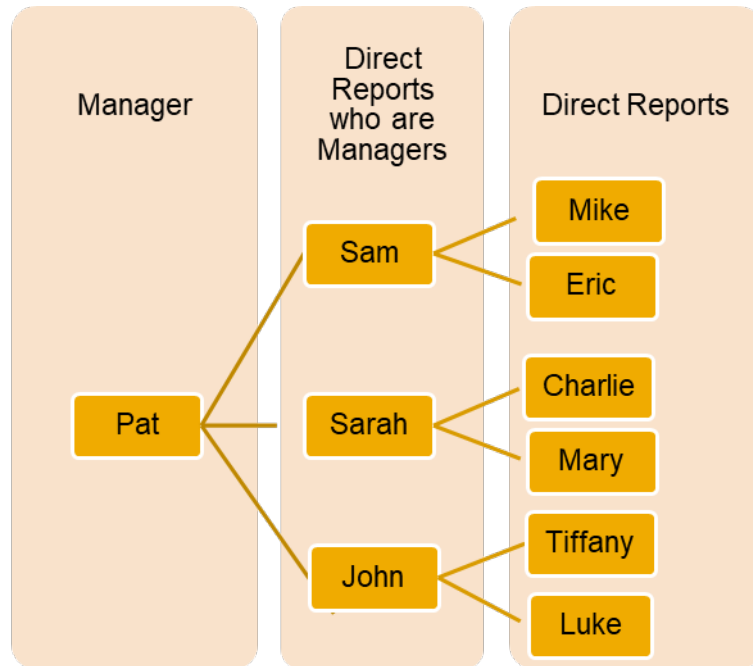 Manager
Direct
Reports
who are
Managers
Direct Reports
Pat
Sam
Sarah
John
Mike
Eric
Charlie
Mary
Tiffany
Luke